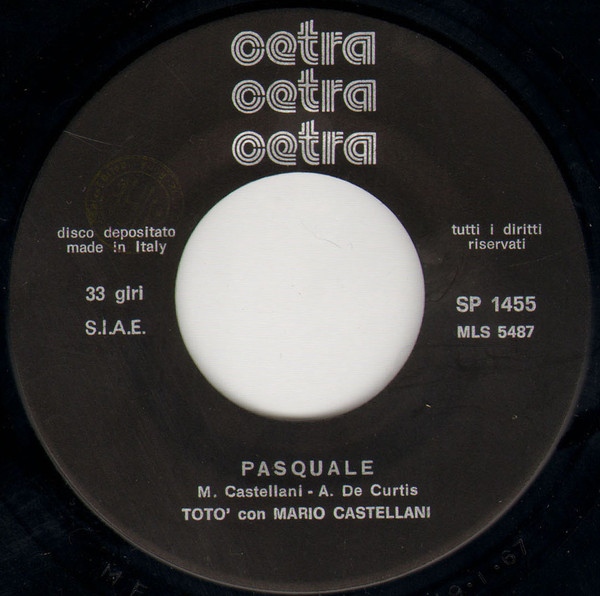 cetra
cetra
cetra
disco depositato
made in Italy
tutti i diritti
riservati
33 giri
S.I.A.E.
SP 1455
MLS 5487
PASQUALE
M. Castellani - A. De Curtis
TOTO' con MARIO CASTELLANI